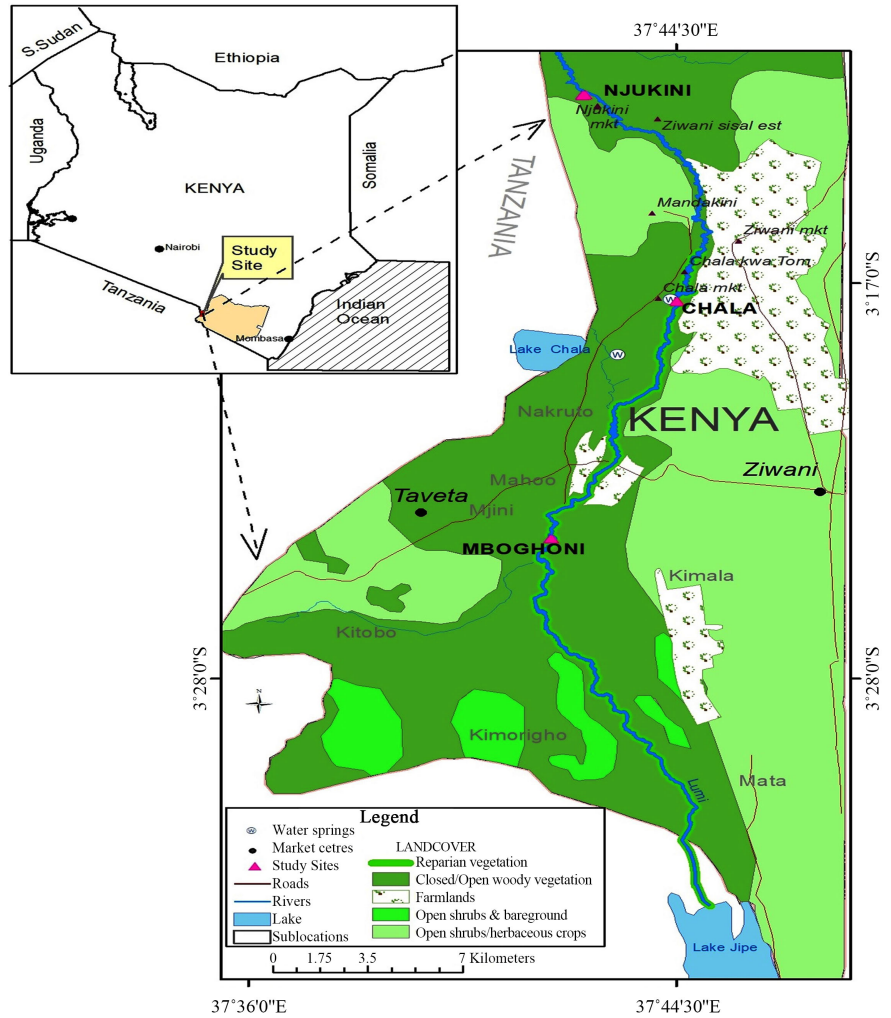 37°44'30"E
S.Sudan
Ethiopia
Uganda
Somalia
KENYA
Nairobi
Study
Site
Tanzania
Indian
Ocean
Mombasa
NJUKINI
Njukini
mkt
Ziwani sisal est
TANZANIA
Mandakini
Ziwani mkt
Chala kwa Tom
Chala mkt
W
CHALA
3°17'0"S
Lake Chala
W
Nakruto
KENYA
Mahoo
Ziwani
Taveta
Mjini
MBOGHONI
Kimala
Kitobo
3°28'0"S
N
Kimorigho
Mata
Lumi
Legend
W Water springs
Market cetres
Study Sites
Roads
Rivers
Lake
Sublocations
LANDCOVER
Reparian vegetation
Closed/Open woody vegetation
Farmlands
Open shrubs & bareground
Open shrubs/herbaceous crops
Lake Jipe
0 1.75 3.5 7 Kilometers
37°36'0"E
37°44'30"E